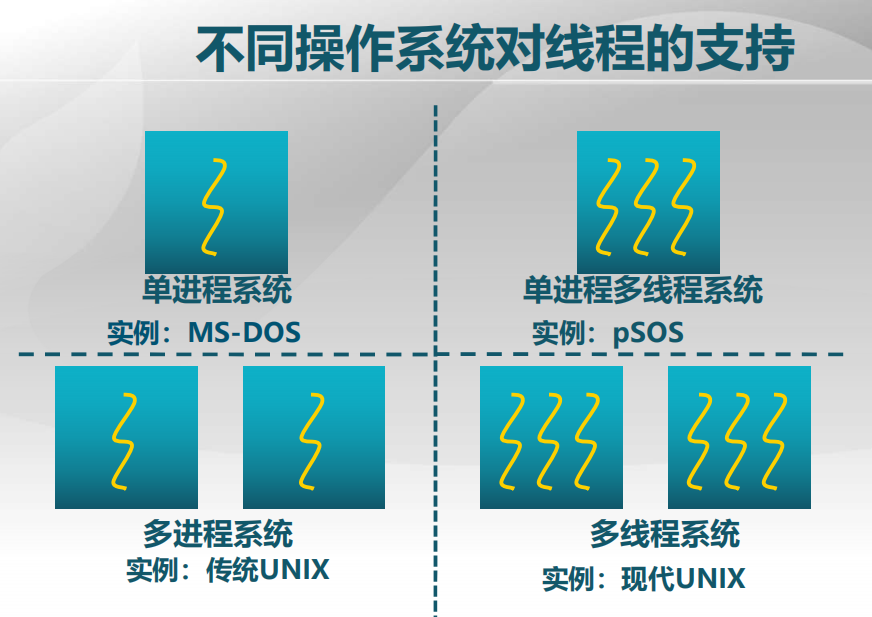 不同操作系统对线程的支持
单进程系统
实例：MS-DOS
单进程多线程系统
实例：pSOS
多进程系统
实例：传统UNIX
多线程系统
实例：现代UNIX